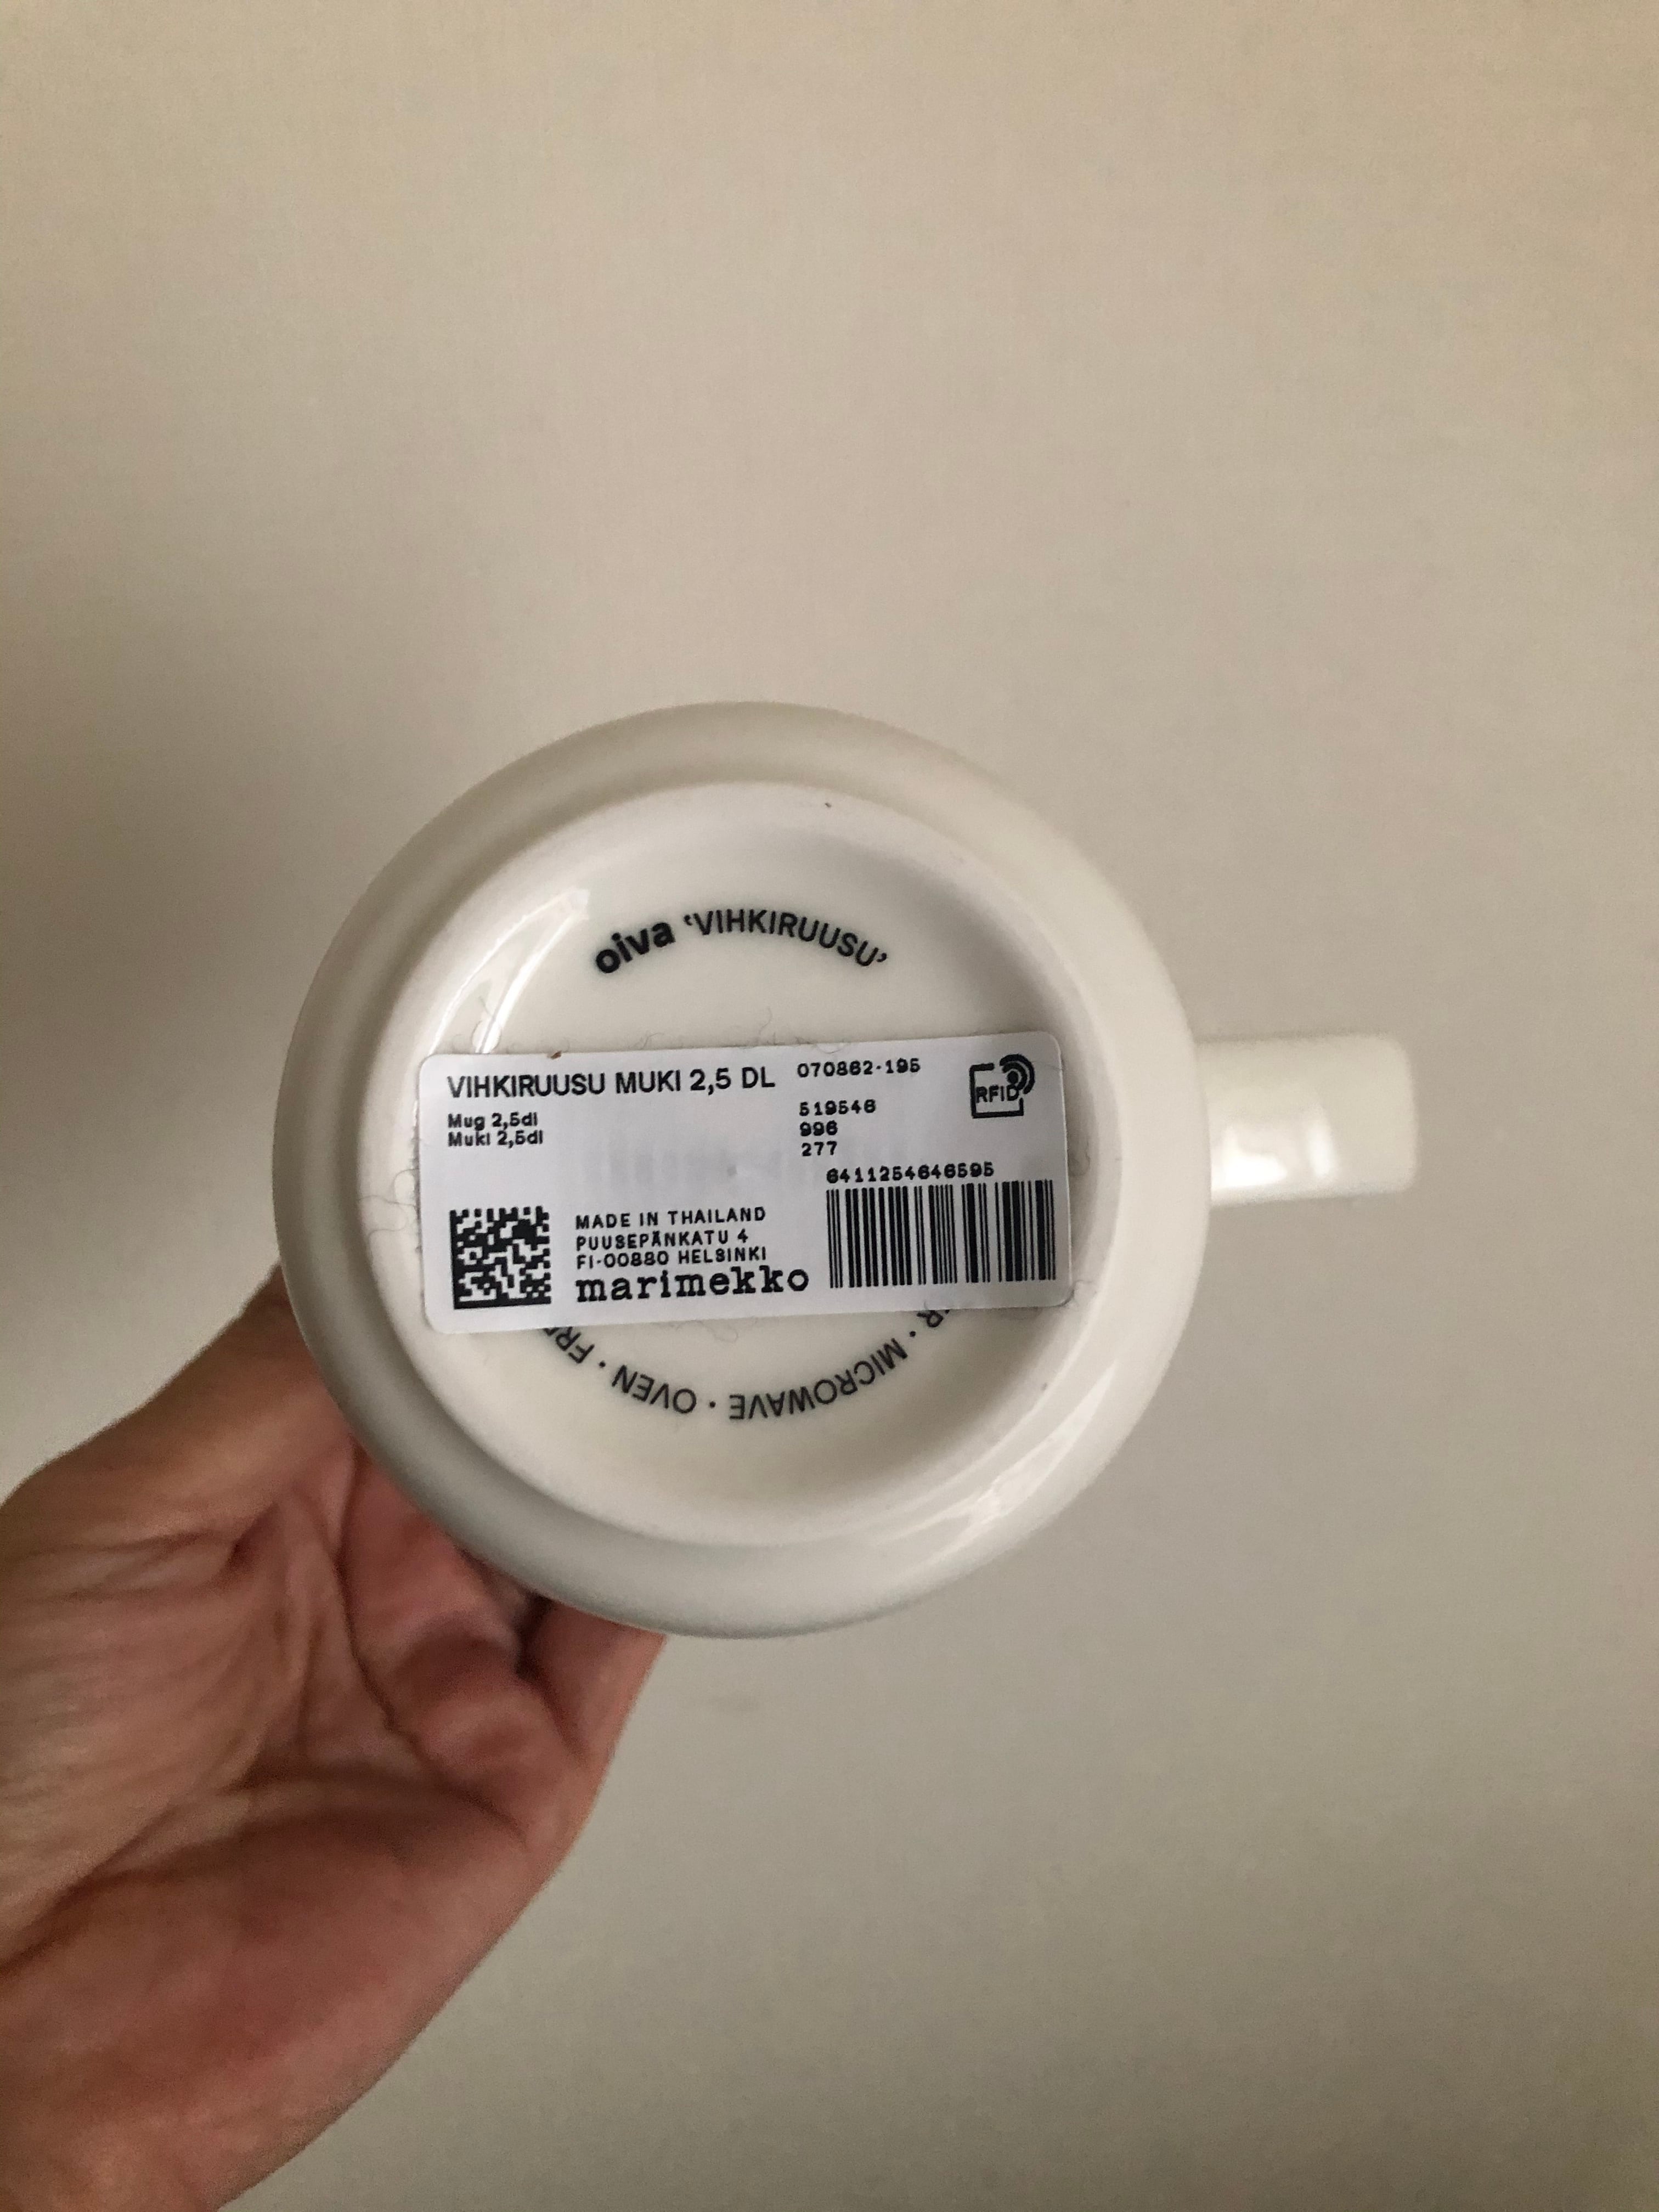 oiva ‘VIHKIRUUSU’
VIHKIRUUSU MUKI 2,5 DL
070862-195
RFID
Mug 2,5dl
Muki 2,5dl
519546
996
277
6411254646595
MADE IN THAILAND
PUUSEPÄNKATU 4
FI-00880 HELSINKI
marimekko
· MICROWAVE · OVEN ·